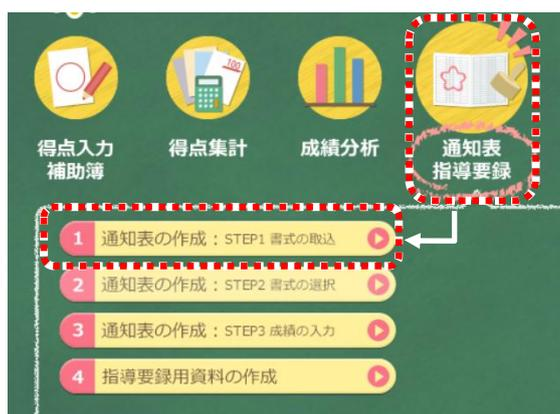 100
得点入力
補助簿
得点集計
成績分析
通知表
指導要録
1 通知表の作成：STEP1 書式の取込
2 通知表の作成：STEP2 書式の選択
3 通知表の作成：STEP3 成績の入力
4 指導要録用資料の作成